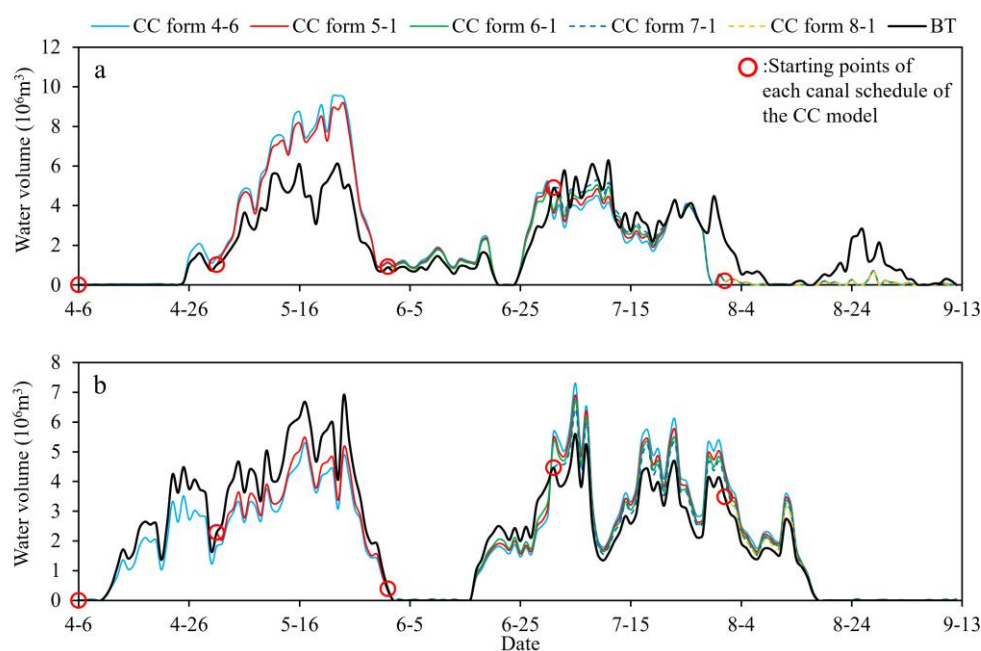 CC form 4-6 CC form 5-1 CC form 6-1 CC form 7-1 CC form 8-1 BT
a
:Starting points of
each canal schedule of
the CC model
Water volume (10⁶m³)
12
10
8
6
4
2
0
4-6 4-26 5-16 6-5 6-25 7-15 8-4 8-24 9-13
b
Water volume (10⁶m³)
8
7
6
5
4
3
2
1
0
4-6 4-26 5-16 6-5 6-25 7-15 8-4 8-24 9-13
Date